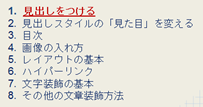 1. 見出しをつける
2. 見出しスタイルの「見た目」を変える
3. 目次
4. 画像の入れ方
5. レイアウトの基本
6. ハイパーリンク
7. 文字装飾の基本
8. その他の文章装飾方法